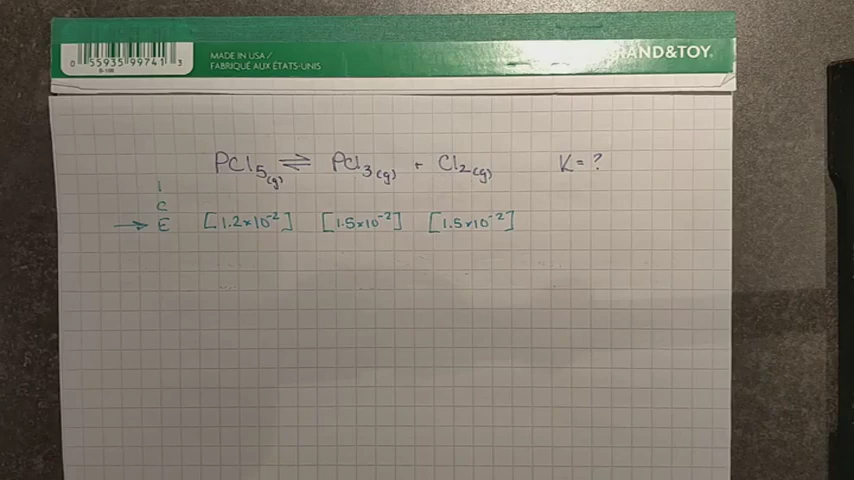 0 55935 99741 3
B-106
MADE IN USA /
FABRIQUÉ AUX ÉTATS-UNIS
RAND&TOY.
PCl5(g) ⇌ PCl3(g) + Cl2(g) K = ?
I
C
→ E [1.2×10⁻²] [1.5×10⁻²] [1.5×10⁻²]